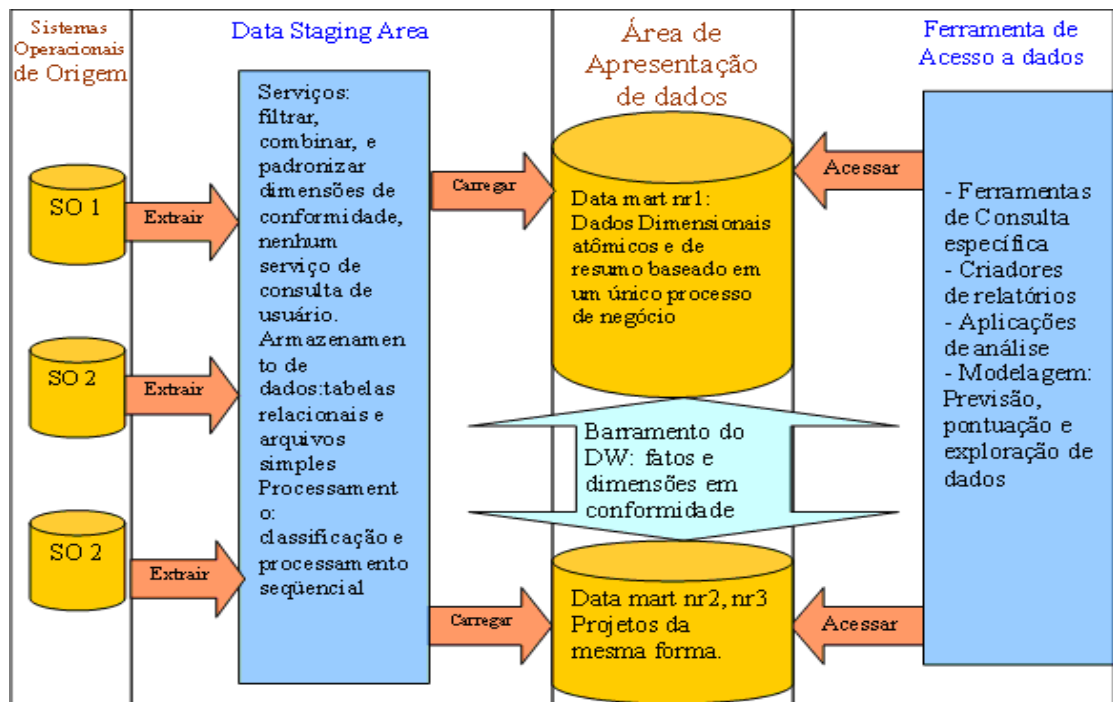 Sistemas
Operacionais
de Origem
Data Staging Area
Área de
Apresentação
de dados
Ferramenta de
Acesso a dados
SO 1
SO 2
SO 2
Extrair
Extrair
Extrair
Serviços:
filtrar,
combinar, e
padronizar
dimensões de
conformidade,
nenhum
serviço de
consulta de
usuário.
Armazename
nto de
dados:tabelas
relacionais e
arquivos
simples
Processament
o:
classificação e
processamento
seqüencial
Carregar
Carregar
Data mart nr1:
Dados Dimensionais
atômicos e de
resumo baseado em
um único processo
de negócio
Barramento do
DW: fatos e
dimensões em
conformidade
Data mart nr2, nr3
Projetos da
mesma forma.
Acessar
Acessar
- Ferramentas
de Consulta
específica
- Criadores
de relatórios
- Aplicações
de análise
- Modelagem:
Previsão,
pontuação e
exploração de
dados